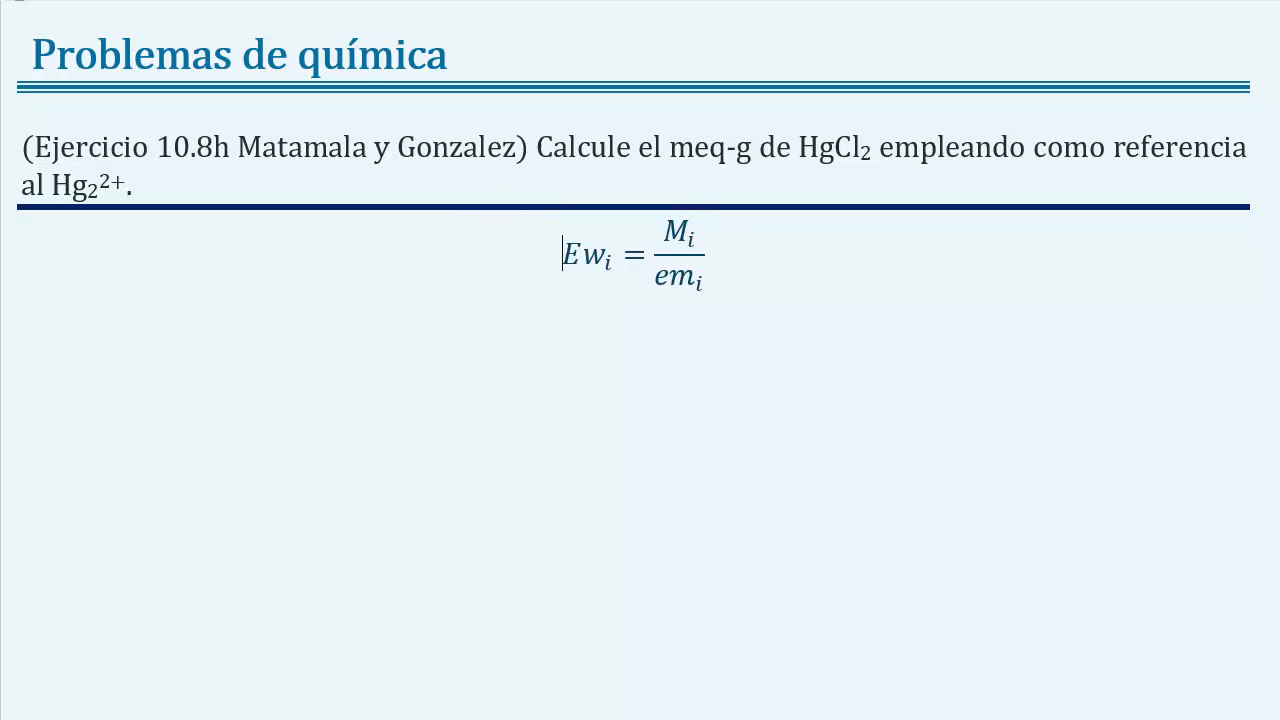 Problemas de química
(Ejercicio 10.8h Matamala y Gonzalez) Calcule el meq-g de HgCl₂ empleando como referencia
al Hg₂²⁺.
Ewᵢ = Mᵢ / emᵢ